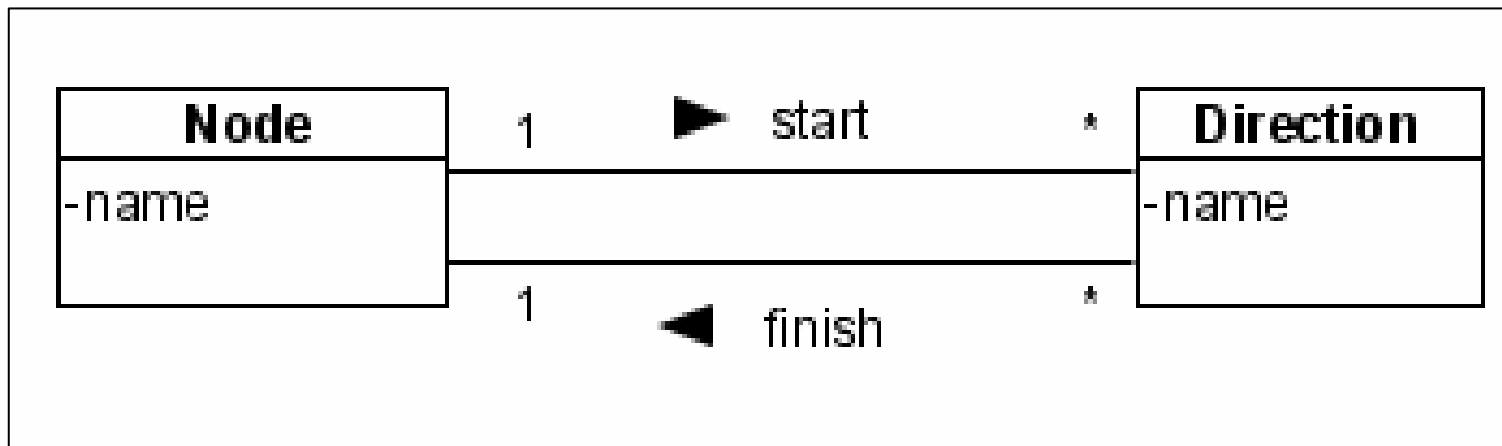 Node
-name
1 ► start *
1 ◄ finish *
Direction
-name